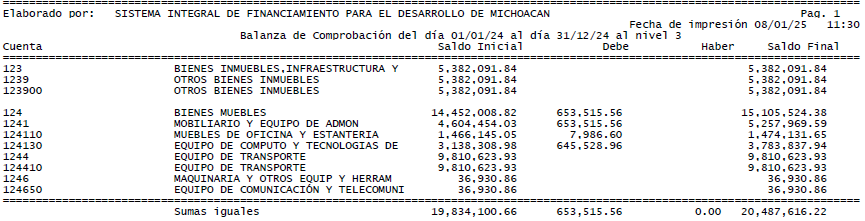 Elaborado por: SISTEMA INTEGRAL DE FINANCIAMIENTO PARA EL DESARROLLO DE MICHOACAN Pag. 1
Fecha de impresión 08/01/25 11:30
Balanza de Comprobación del día 01/01/24 al día 31/12/24 al nivel 3
Cuenta Saldo Inicial Debe Haber Saldo Final
123 BIENES INMUEBLES,INFRAESTRUCTURA Y 5,382,091.84 5,382,091.84
1239 OTROS BIENES INMUEBLES 5,382,091.84 5,382,091.84
123900 OTROS BIENES INMUEBLES 5,382,091.84 5,382,091.84
124 BIENES MUEBLES 14,452,008.82 653,515.56 15,105,524.38
1241 MOBILIARIO Y EQUIPO DE ADMON 4,604,454.03 653,515.56 5,257,969.59
124110 MUEBLES DE OFICINA Y ESTANTERIA 1,466,145.05 7,986.60 1,474,131.65
124130 EQUIPO DE COMPUTO Y TECNOLOGIAS DE 3,138,308.98 645,528.96 3,783,837.94
1244 EQUIPO DE TRANSPORTE 9,810,623.93 9,810,623.93
124410 EQUIPO DE TRANSPORTE 9,810,623.93 9,810,623.93
1246 MAQUINARIA Y OTROS EQUIP Y HERRAM 36,930.86 36,930.86
124650 EQUIPO DE COMUNICACIÓN Y TELECOMUNI 36,930.86 36,930.86
Sumas iguales 19,834,100.66 653,515.56 0.00 20,487,616.22